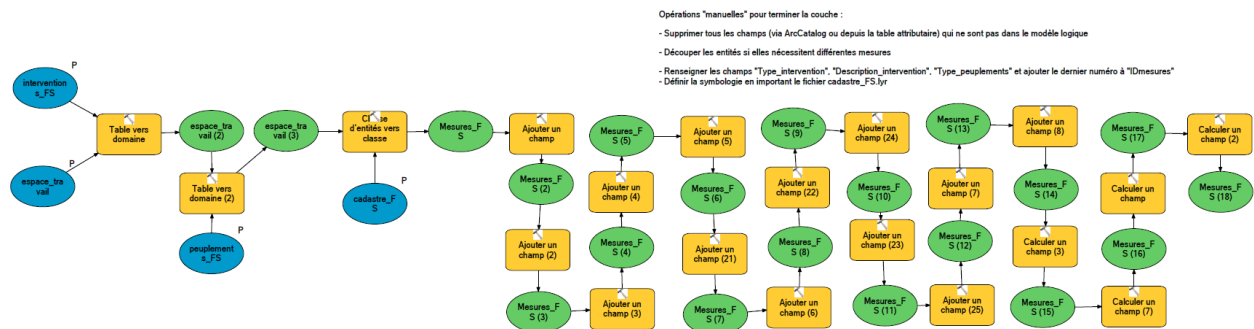 Opérations "manuelles" pour terminer la couche :
- Supprimer tous les champs (via ArcCatalog ou depuis la table attributaire) qui ne sont pas dans le modèle logique
- Découper les entités si elles nécessitent différentes mesures
- Renseigner les champs "Type_intervention", "Description_intervention", "Type_peuplements" et ajouter le dernier numéro à "IDmesures"
- Définir la symbologie en important le fichier cadastre_FS.lyr
P
intervention
s_FS
P
espace_tra
vail
Table vers
domaine
espace_tra
vail (2)
Table vers
domaine (2)
P
peuplement
s_FS
espace_tra
vail (3)
Classe
d'entités vers
classe
P
cadastre_F
S
Mesures_F
S
Ajouter un
champ
Mesures_F
S (2)
Ajouter un
champ (2)
Mesures_F
S (3)
Ajouter un
champ (3)
Mesures_F
S (4)
Ajouter un
champ (4)
Mesures_F
S (5)
Ajouter un
champ (5)
Mesures_F
S (6)
Ajouter un
champ (21)
Mesures_F
S (7)
Ajouter un
champ (6)
Mesures_F
S (8)
Ajouter un
champ (22)
Mesures_F
S (9)
Ajouter un
champ (24)
Mesures_F
S (10)
Ajouter un
champ (23)
Mesures_F
S (11)
Ajouter un
champ (25)
Mesures_F
S (12)
Ajouter un
champ (7)
Mesures_F
S (13)
Ajouter un
champ (8)
Mesures_F
S (14)
Calculer un
champ (3)
Mesures_F
S (15)
Calculer un
champ (7)
Mesures_F
S (16)
Calculer un
champ
Mesures_F
S (17)
Calculer un
champ (2)
Mesures_F
S (18)